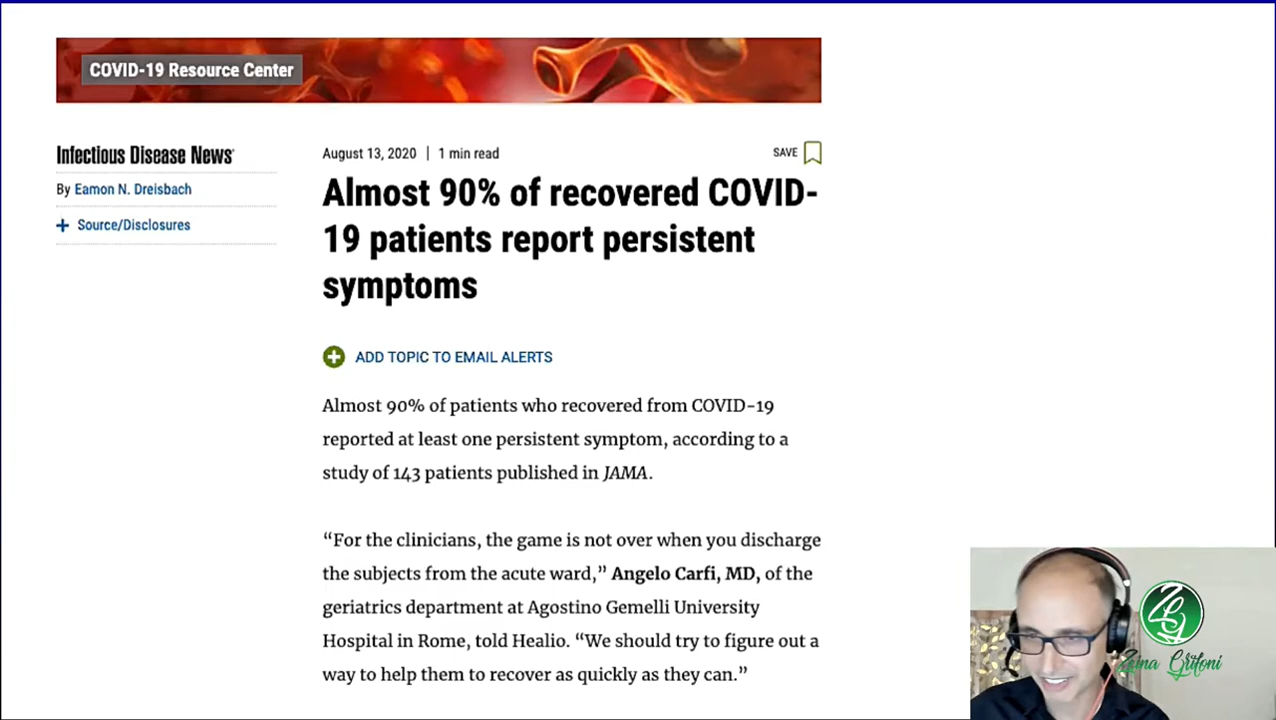 COVID-19 Resource Center
Infectious Disease News
By Eamon N. Dreisbach
+ Source/Disclosures
August 13, 2020 | 1 min read
SAVE
Almost 90% of recovered COVID-
19 patients report persistent
symptoms
ADD TOPIC TO EMAIL ALERTS
Almost 90% of patients who recovered from COVID-19
reported at least one persistent symptom, according to a
study of 143 patients published in JAMA.
“For the clinicians, the game is not over when you discharge
the subjects from the acute ward,” Angelo Carfi, MD, of the
geriatrics department at Agostino Gemelli University
Hospital in Rome, told Healio. “We should try to figure out a
way to help them to recover as quickly as they can.”
ZG
Zeina Grifoni